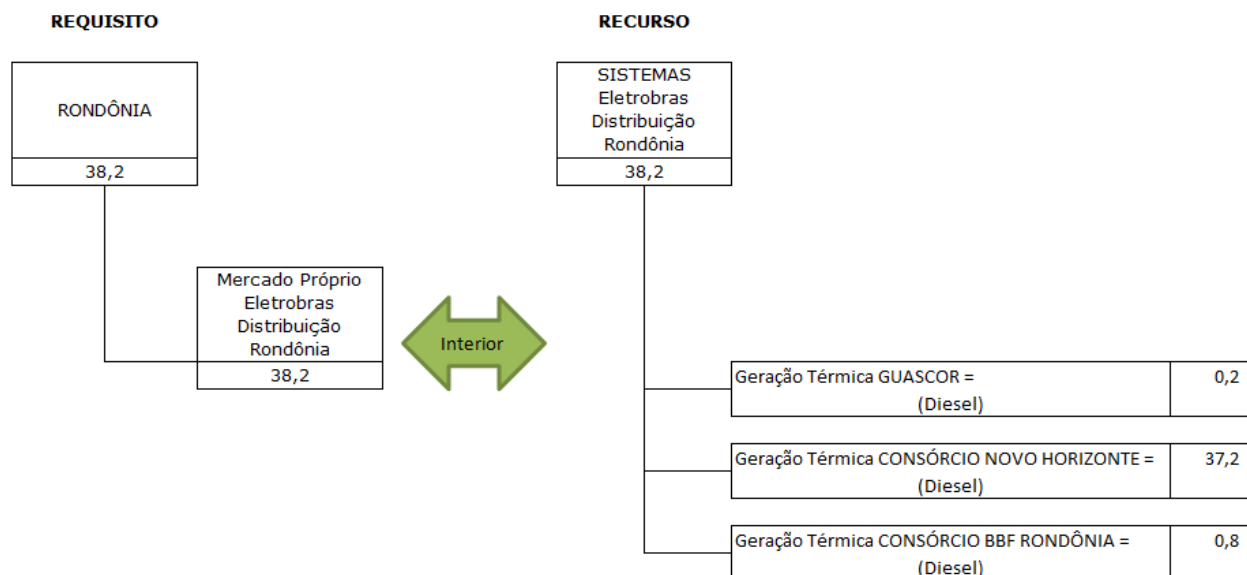 REQUISITO
RECURSO
RONDÔNIA
38,2
SISTEMAS
Eletrobras
Distribuição
Rondônia
38,2
Mercado Próprio
Eletrobras
Distribuição
Rondônia
38,2
Interior
Geração Térmica GUASCOR =
(Diesel)
0,2
Geração Térmica CONSÓRCIO NOVO HORIZONTE =
(Diesel)
37,2
Geração Térmica CONSÓRCIO BBF RONDÔNIA =
(Diesel)
0,8